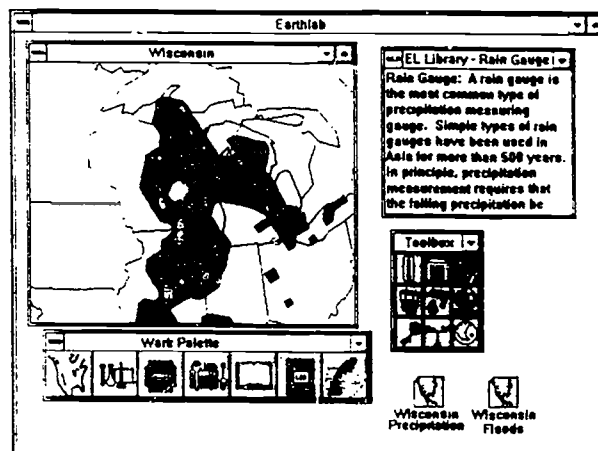 Earthlab
Wisconsin
EL Library - Rain Gauge
Rain Gauge: A rain gauge is
the most common type of
precipitation measuring
gauge. Simple types of rain
gauges have been used in
Asia for more than 500 years.
In principle, precipitation
measurement requires that
the falling precipitation be
Toolbox
Work Palette
Wisconsin
Precipitation
Wisconsin
Floods